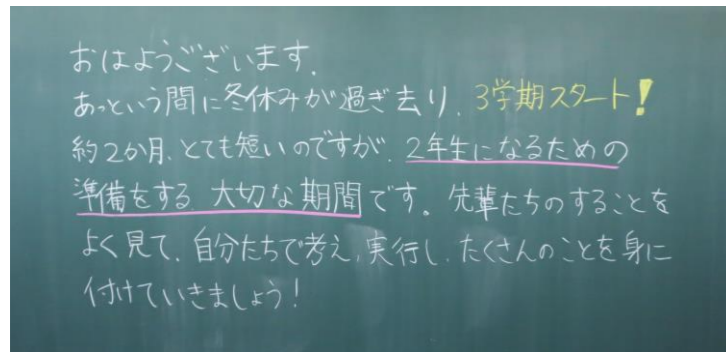 おはようございます.
あっという間に冬休みが過ぎ去り、3学期スタート!
約2か月、とても短いのですが、2年生になるための
準備をする 大切な期間です。先輩たちのすることを
よく見て、自分たちで考え、実行し、たくさんのことを身に
付けていきましょう!